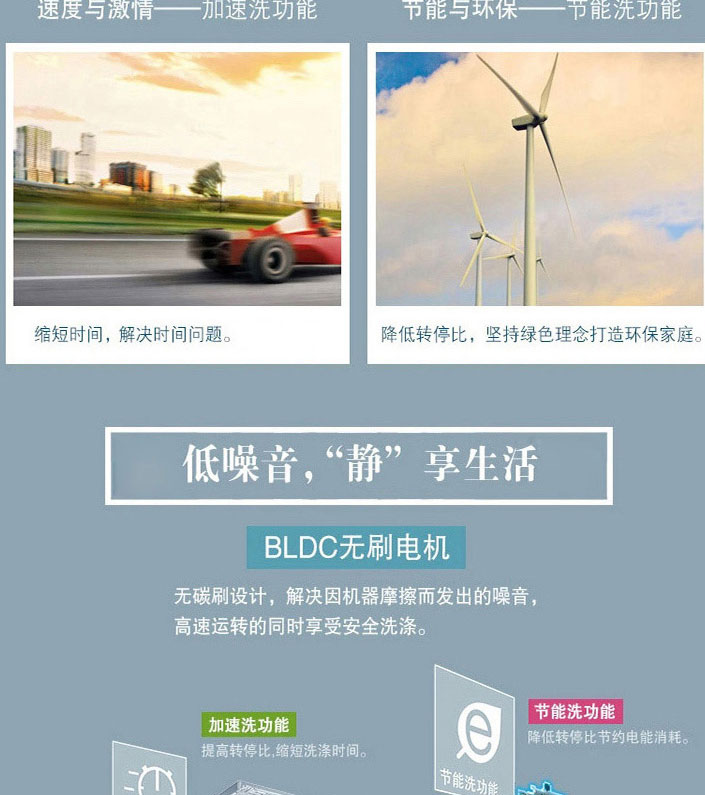 速度与激情——加速洗功能
节能与环保——节能洗功能
缩短时间，解决时间问题。
降低转停比，坚持绿色理念打造环保家庭。
低噪音，“静”享生活
BLDC无刷电机
无碳刷设计，解决因机器摩擦而发出的噪音，
高速运转的同时享受安全洗涤。
加速洗功能
提高转停比,缩短洗涤时间。
节能洗功能
降低转停比节约电能消耗。
e
节能洗功能